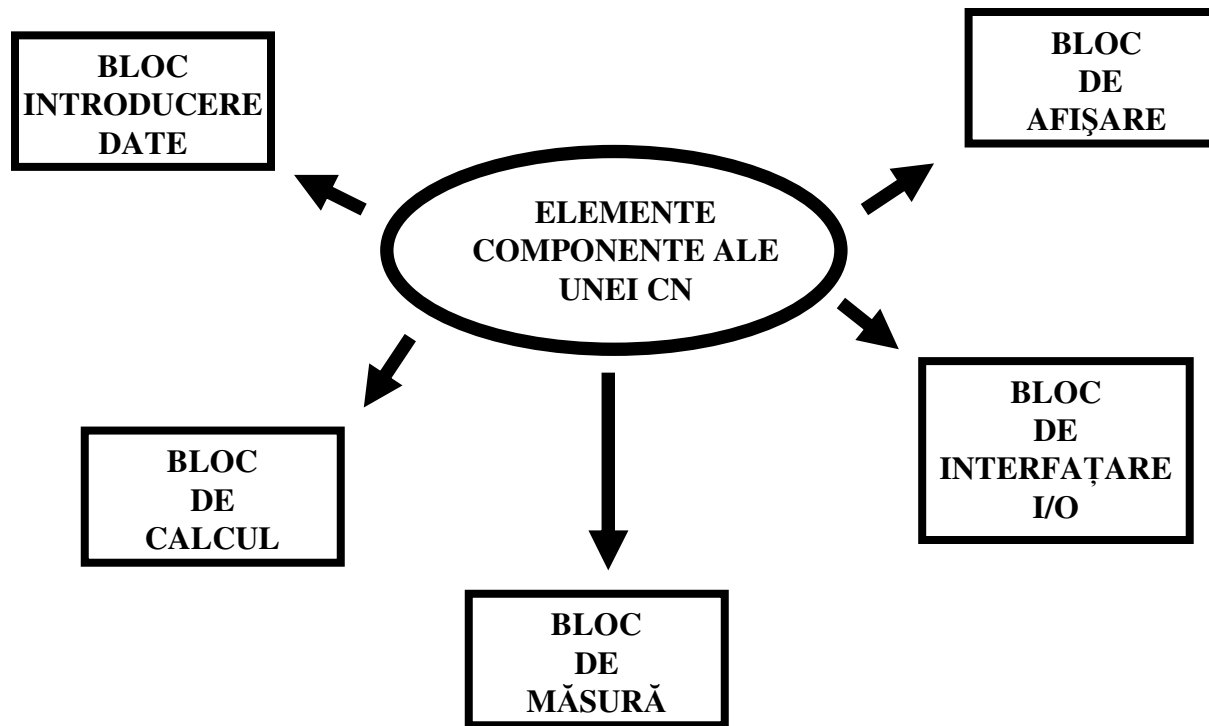 BLOC
INTRODUCERE
DATE
BLOC
DE
AFIŞARE
ELEMENTE
COMPONENTE ALE
UNEI CN
BLOC
DE
CALCUL
BLOC
DE
INTERFAȚARE
I/O
BLOC
DE
MĂSURĂ